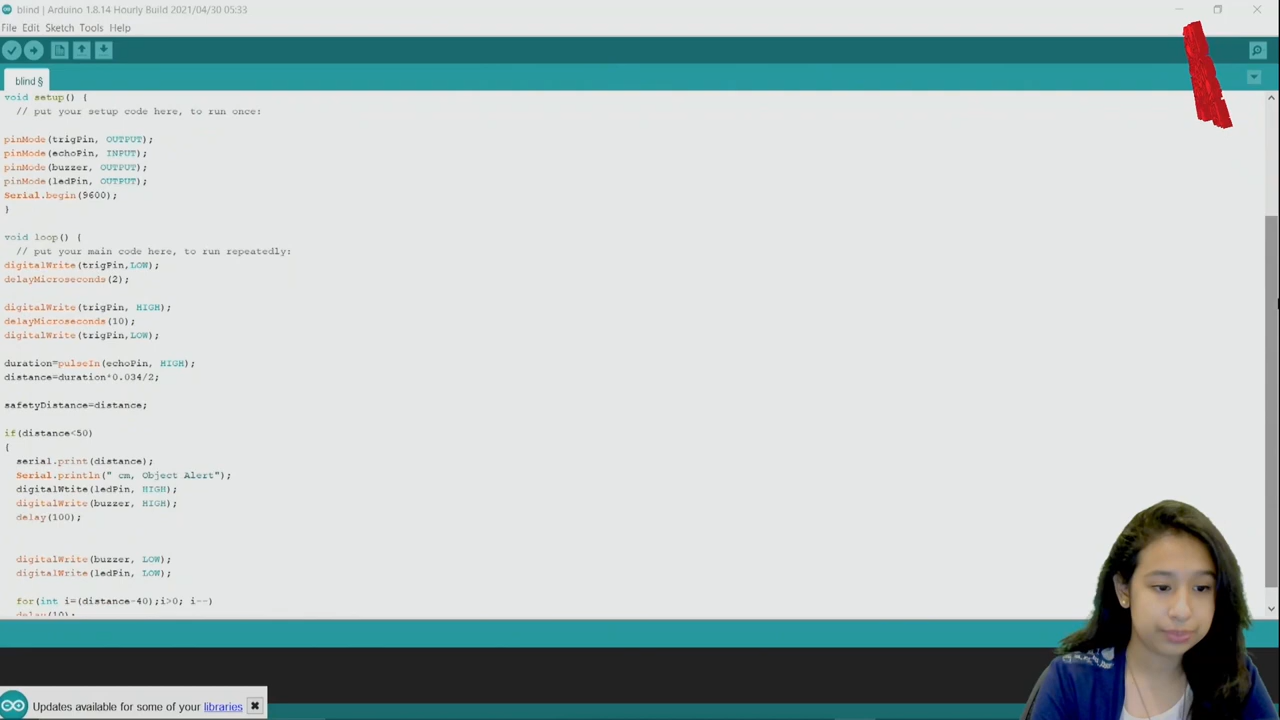 blind | Arduino 1.8.14 Hourly Build 2021/04/30 05:33
File Edit Sketch Tools Help
blind §
void setup() {
// put your setup code here, to run once:
pinMode(trigPin, OUTPUT);
pinMode(echoPin, INPUT);
pinMode(buzzer, OUTPUT);
pinMode(ledPin, OUTPUT);
Serial.begin(9600);
}
void loop() {
// put your main code here, to run repeatedly:
digitalWrite(trigPin,LOW);
delayMicroseconds(2);
digitalWrite(trigPin, HIGH);
delayMicroseconds(10);
digitalWrite(trigPin,LOW);
duration=pulseIn(echoPin, HIGH);
distance=duration*0.034/2;
safetyDistance=distance;
if(distance<50)
{
serial.print(distance);
Serial.println(" cm, Object Alert");
digitalWtite(ledPin, HIGH);
digitalWrite(buzzer, HIGH);
delay(100);
digitalWrite(buzzer, LOW);
digitalWrite(ledPin, LOW);
for(int i=(distance-40);i>0; i--)
delay(10);
Updates available for some of your libraries